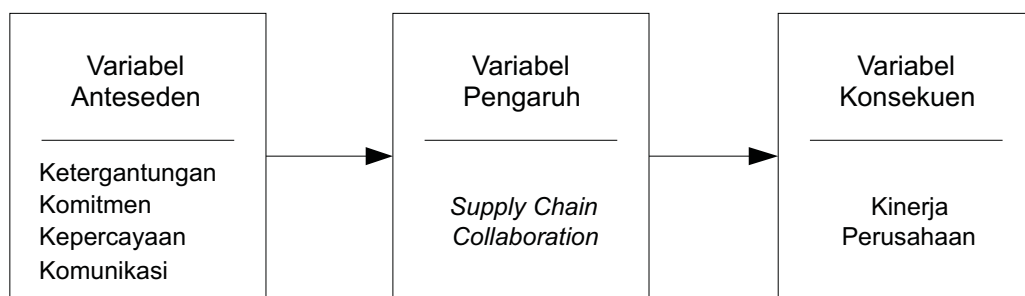 Variabel
Anteseden
Ketergantungan
Komitmen
Kepercayaan
Komunikasi
Variabel
Pengaruh
Supply Chain
Collaboration
Variabel
Konsekuen
Kinerja
Perusahaan